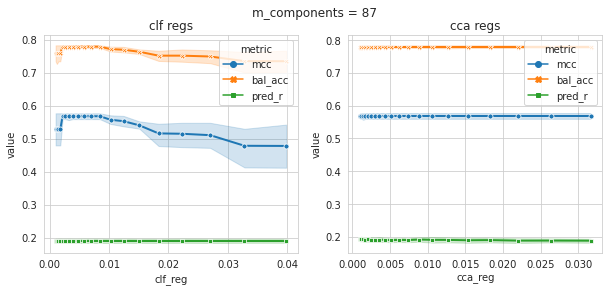 m_components = 87
clf regs
value
0.8
0.7
0.6
0.5
0.4
0.3
0.2
metric
mcc
bal_acc
pred_r
0.00
0.01
0.02
0.03
0.04
clf_reg
cca regs
value
0.8
0.7
0.6
0.5
0.4
0.3
0.2
metric
mcc
bal_acc
pred_r
0.000
0.005
0.010
0.015
0.020
0.025
0.030
cca_reg